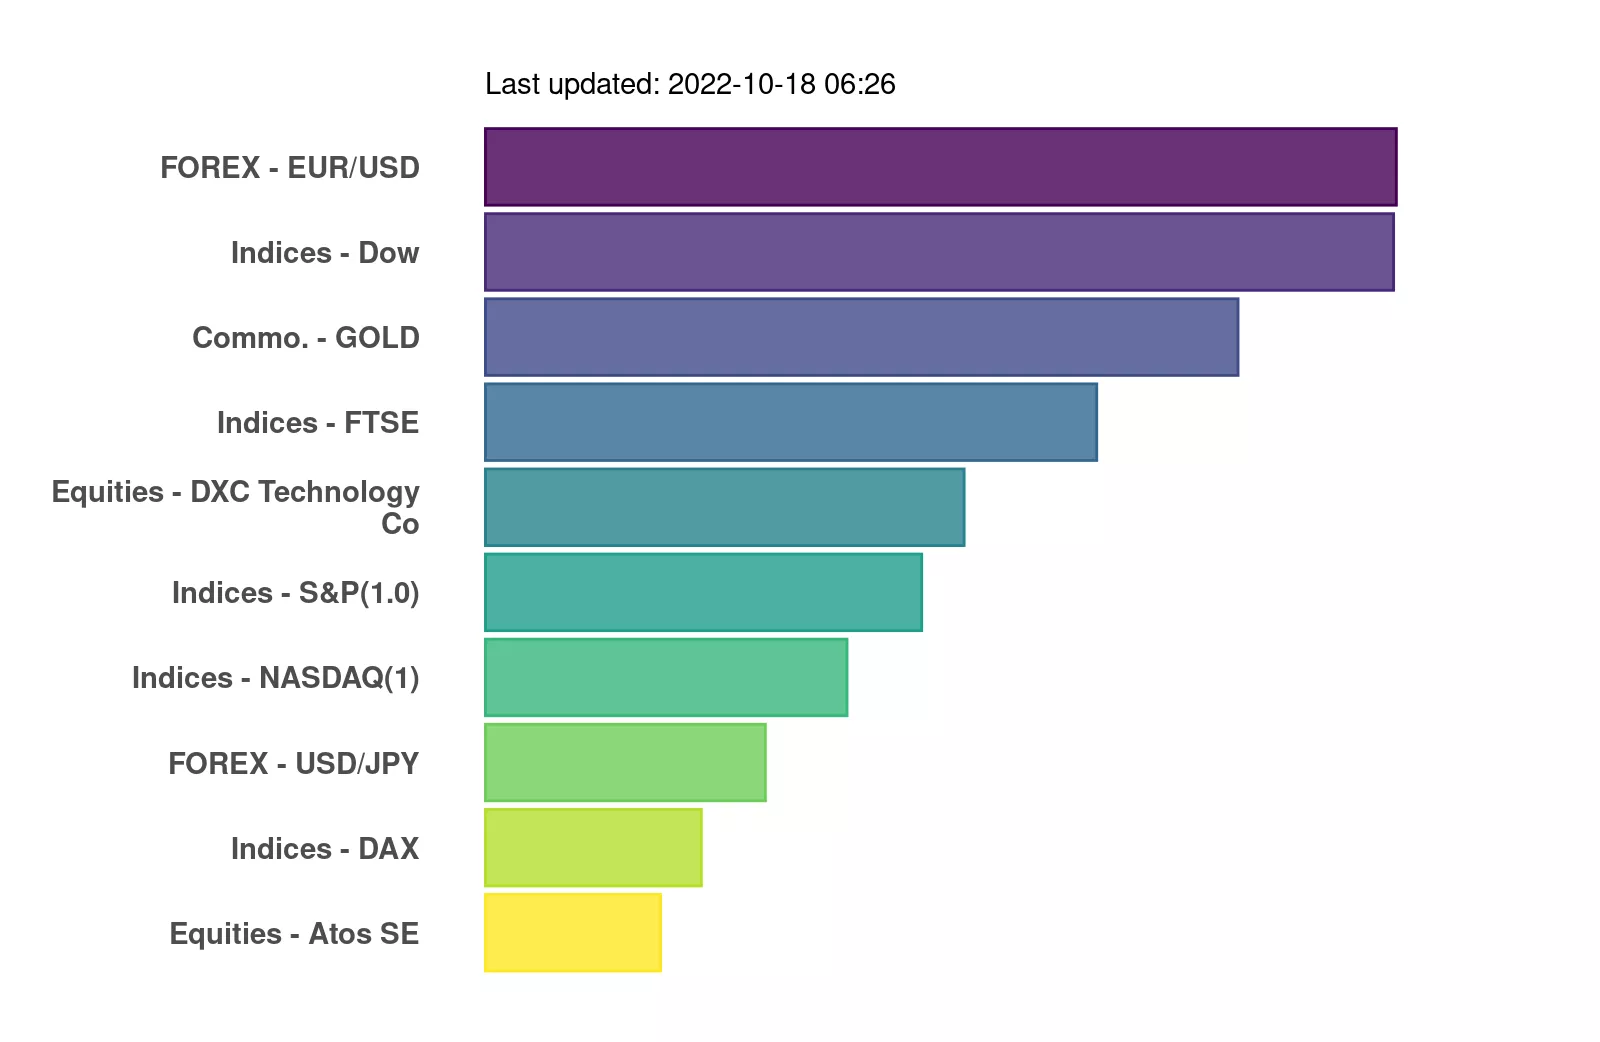 Last updated: 2022-10-18 06:26
FOREX - EUR/USD
Indices - Dow
Commo. - GOLD
Indices - FTSE
Equities - DXC Technology
Co
Indices - S&P(1.0)
Indices - NASDAQ(1)
FOREX - USD/JPY
Indices - DAX
Equities - Atos SE